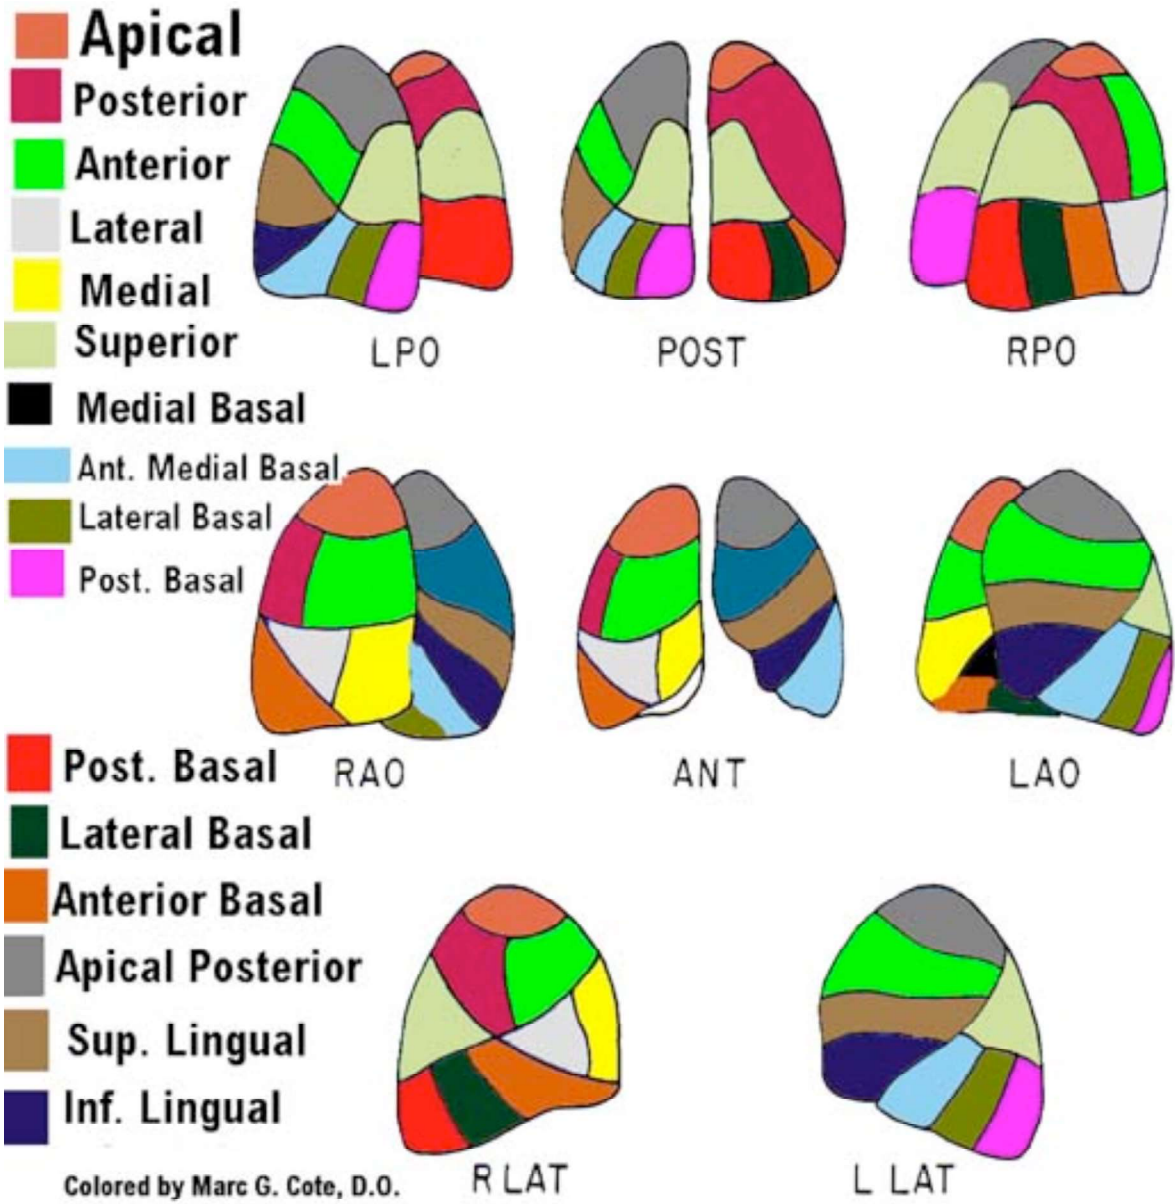 Apical
Posterior
Anterior
Lateral
Medial
Superior
Medial Basal
Ant. Medial Basal
Lateral Basal
Post. Basal
LPO
POST
RPO
RAO
ANT
LAO
Post. Basal
Lateral Basal
Anterior Basal
Apical Posterior
Sup. Lingual
Inf. Lingual
R LAT
L LAT
Colored by Marc G. Cote, D.O.